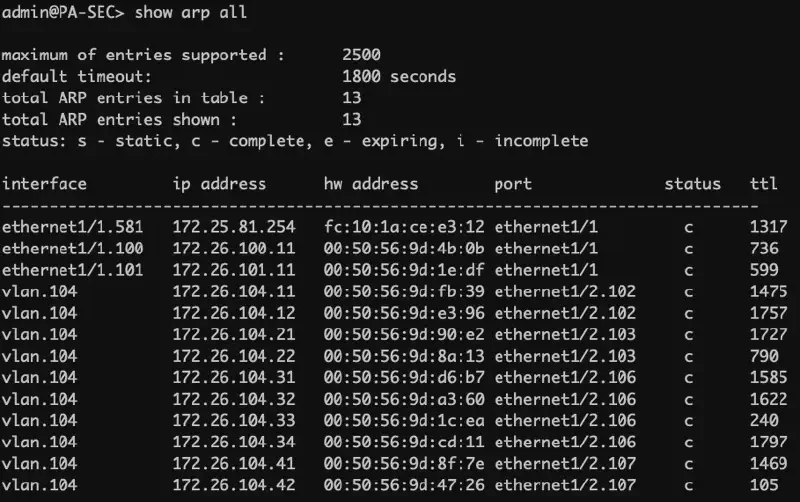 admin@PA-SEC> show arp all
maximum of entries supported :      2500
default timeout:                    1800 seconds
total ARP entries in table :        13
total ARP entries shown :           13
status: s - static, c - complete, e - expiring, i - incomplete
interface         ip address      hw address        port              status   ttl
--------------------------------------------------------------------------------
ethernet1/1.581   172.25.81.254   fc:10:1a:ce:e3:12 ethernet1/1         c      1317
ethernet1/1.100   172.26.100.11   00:50:56:9d:4b:0b ethernet1/1         c      736
ethernet1/1.101   172.26.101.11   00:50:56:9d:1e:df ethernet1/1         c      599
vlan.104          172.26.104.11   00:50:56:9d:fb:39 ethernet1/2.102     c      1475
vlan.104          172.26.104.12   00:50:56:9d:e3:96 ethernet1/2.102     c      1757
vlan.104          172.26.104.21   00:50:56:9d:90:e2 ethernet1/2.103     c      1727
vlan.104          172.26.104.22   00:50:56:9d:8a:13 ethernet1/2.103     c      790
vlan.104          172.26.104.31   00:50:56:9d:d6:b7 ethernet1/2.106     c      1585
vlan.104          172.26.104.32   00:50:56:9d:a3:60 ethernet1/2.106     c      1622
vlan.104          172.26.104.33   00:50:56:9d:1c:ea ethernet1/2.106     c      240
vlan.104          172.26.104.34   00:50:56:9d:cd:11 ethernet1/2.106     c      1797
vlan.104          172.26.104.41   00:50:56:9d:8f:7e ethernet1/2.107     c      1469
vlan.104          172.26.104.42   00:50:56:9d:47:26 ethernet1/2.107     c      105